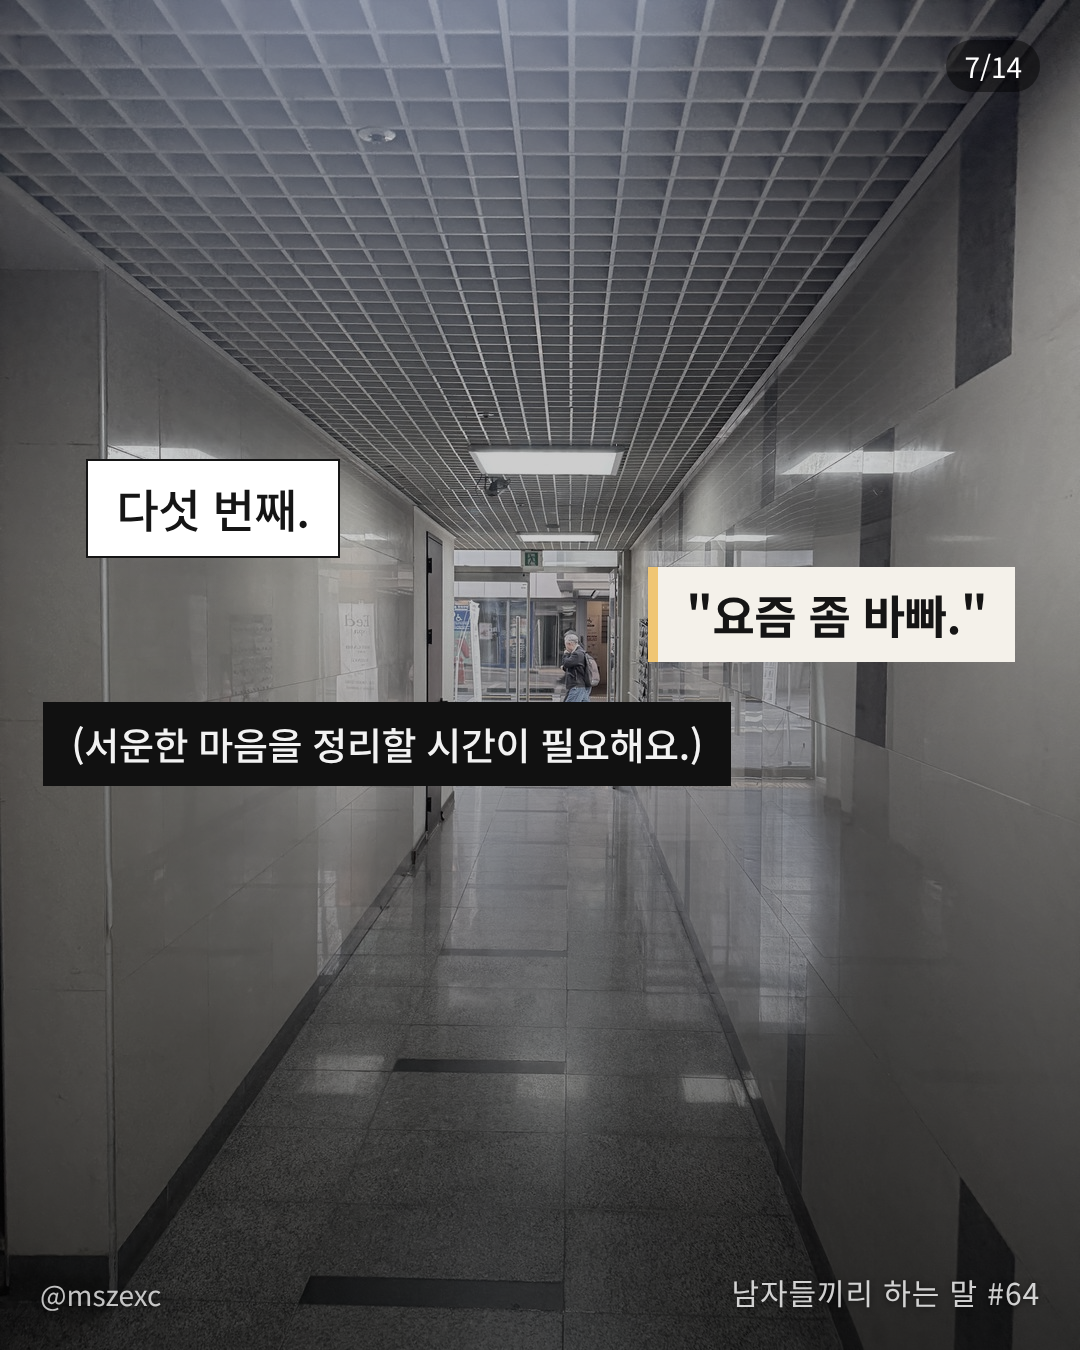 7/14
다섯 번째.
"요즘 좀 바빠."
(서운한 마음을 정리할 시간이 필요해요.)
@mszexc
남자들끼리 하는 말 #64